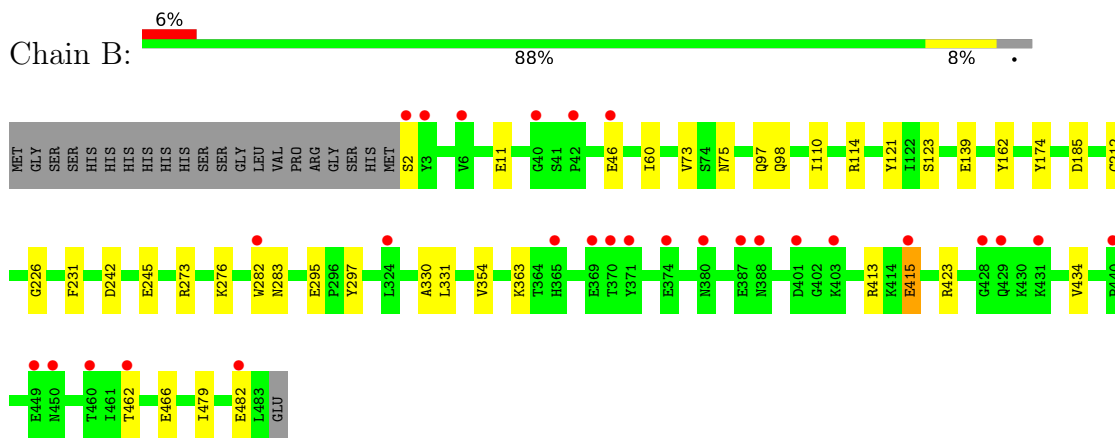 6%
Chain B:
88% 8% •
MET GLY SER SER HIS HIS HIS HIS HIS HIS SER SER GLY LEU VAL PRO ARG GLY SER HIS MET S2 Y3 V6 E11 G40 S41 P42 E46 I60 V73 S74 N75 Q97 Q98 I110 R114 Y121 I122 S123 E139 Y162 Y174 D185
G226 F231 D242 E245 R273 K276 W282 N283 E295 P296 Y297 L324 A330 L331 V354 K363 T364 H365 E369 T370 Y371 E374 N380 E387 N388 D401 G402 K403 R413 K414 E415 R423 G428 Q429 K430 K431 V434
E449 N450 T460 I461 T462 E466 I479 E482 L483 GLU